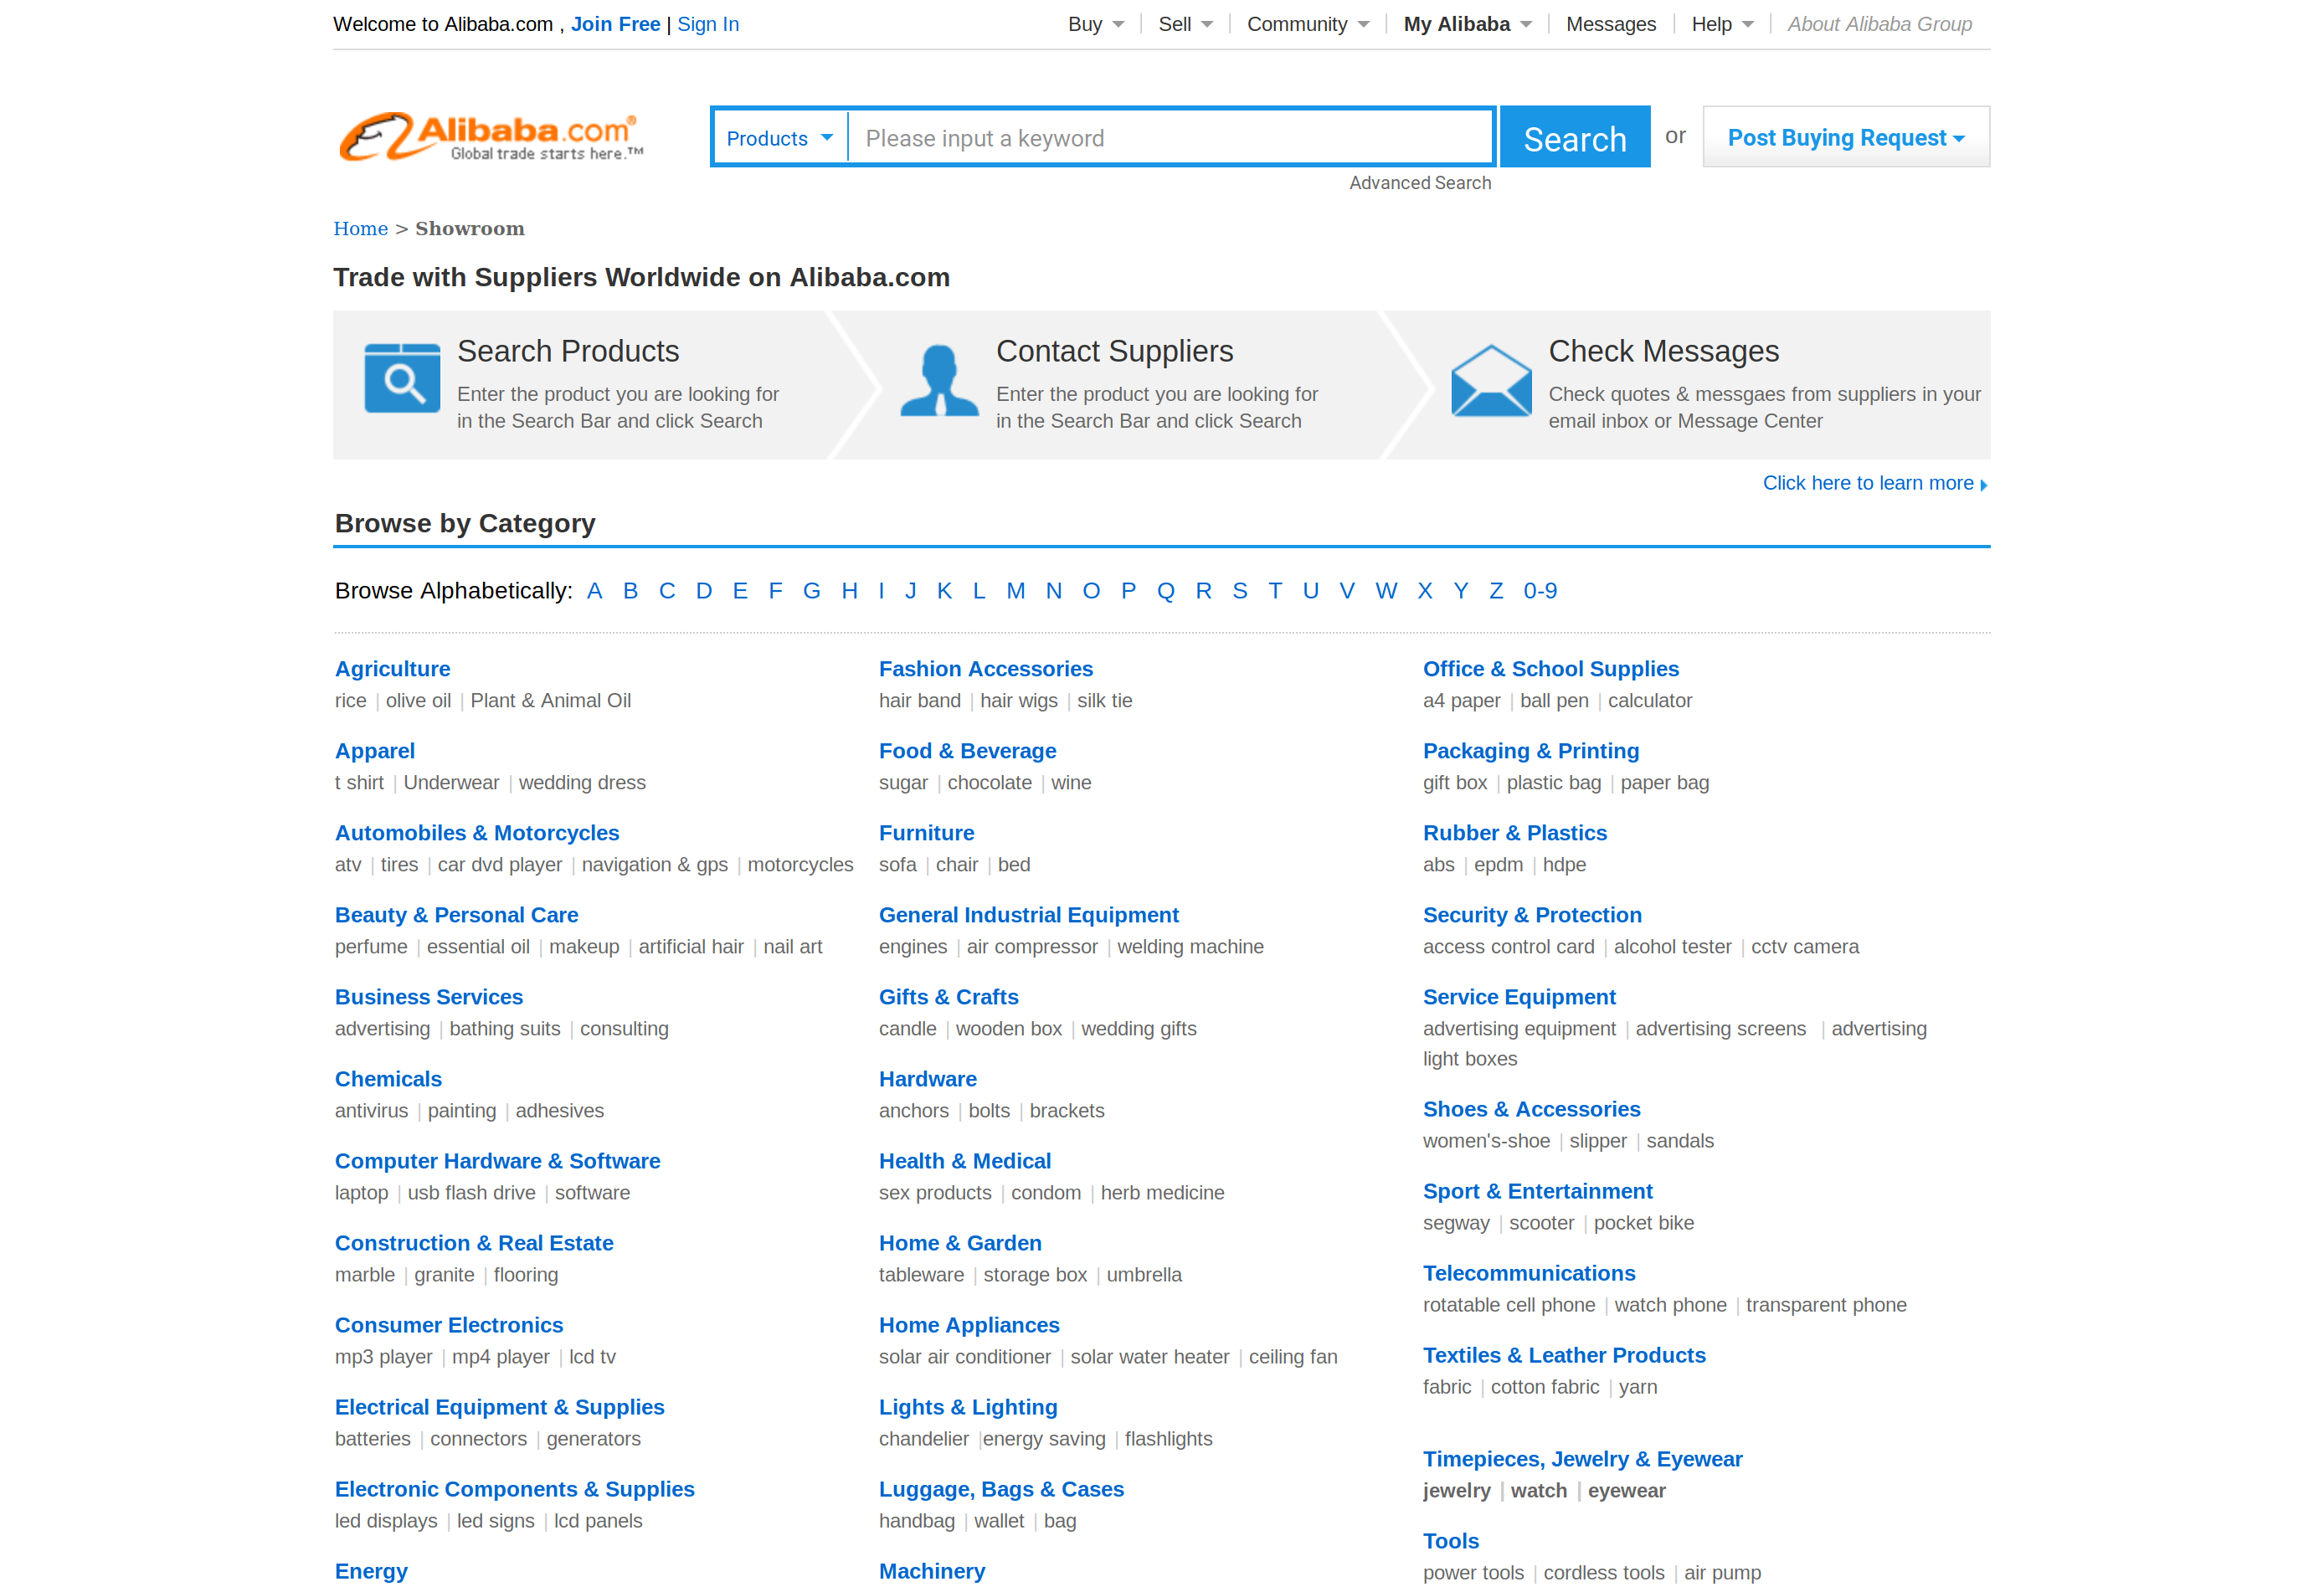 Welcome to Alibaba.com , Join Free | Sign In
Buy Sell Community My Alibaba Messages Help About Alibaba Group
Alibaba.com®
Global trade starts here.™
Products Please input a keyword Search or Post Buying Request
Advanced Search
Home > Showroom
Trade with Suppliers Worldwide on Alibaba.com
Search Products
Enter the product you are looking for
in the Search Bar and click Search
Contact Suppliers
Enter the product you are looking for
in the Search Bar and click Search
Check Messages
Check quotes & messgaes from suppliers in your
email inbox or Message Center
Click here to learn more
Browse by Category
Browse Alphabetically: A B C D E F G H I J K L M N O P Q R S T U V W X Y Z 0-9
Agriculture
rice | olive oil | Plant & Animal Oil
Apparel
t shirt | Underwear | wedding dress
Automobiles & Motorcycles
atv | tires | car dvd player | navigation & gps | motorcycles
Beauty & Personal Care
perfume | essential oil | makeup | artificial hair | nail art
Business Services
advertising | bathing suits | consulting
Chemicals
antivirus | painting | adhesives
Computer Hardware & Software
laptop | usb flash drive | software
Construction & Real Estate
marble | granite | flooring
Consumer Electronics
mp3 player | mp4 player | lcd tv
Electrical Equipment & Supplies
batteries | connectors | generators
Electronic Components & Supplies
led displays | led signs | lcd panels
Energy
Fashion Accessories
hair band | hair wigs | silk tie
Food & Beverage
sugar | chocolate | wine
Furniture
sofa | chair | bed
General Industrial Equipment
engines | air compressor | welding machine
Gifts & Crafts
candle | wooden box | wedding gifts
Hardware
anchors | bolts | brackets
Health & Medical
sex products | condom | herb medicine
Home & Garden
tableware | storage box | umbrella
Home Appliances
solar air conditioner | solar water heater | ceiling fan
Lights & Lighting
chandelier |energy saving | flashlights
Luggage, Bags & Cases
handbag | wallet | bag
Machinery
Office & School Supplies
a4 paper | ball pen | calculator
Packaging & Printing
gift box | plastic bag | paper bag
Rubber & Plastics
abs | epdm | hdpe
Security & Protection
access control card | alcohol tester | cctv camera
Service Equipment
advertising equipment | advertising screens | advertising
light boxes
Shoes & Accessories
women's-shoe | slipper | sandals
Sport & Entertainment
segway | scooter | pocket bike
Telecommunications
rotatable cell phone | watch phone | transparent phone
Textiles & Leather Products
fabric | cotton fabric | yarn
Timepieces, Jewelry & Eyewear
jewelry | watch | eyewear
Tools
power tools | cordless tools | air pump